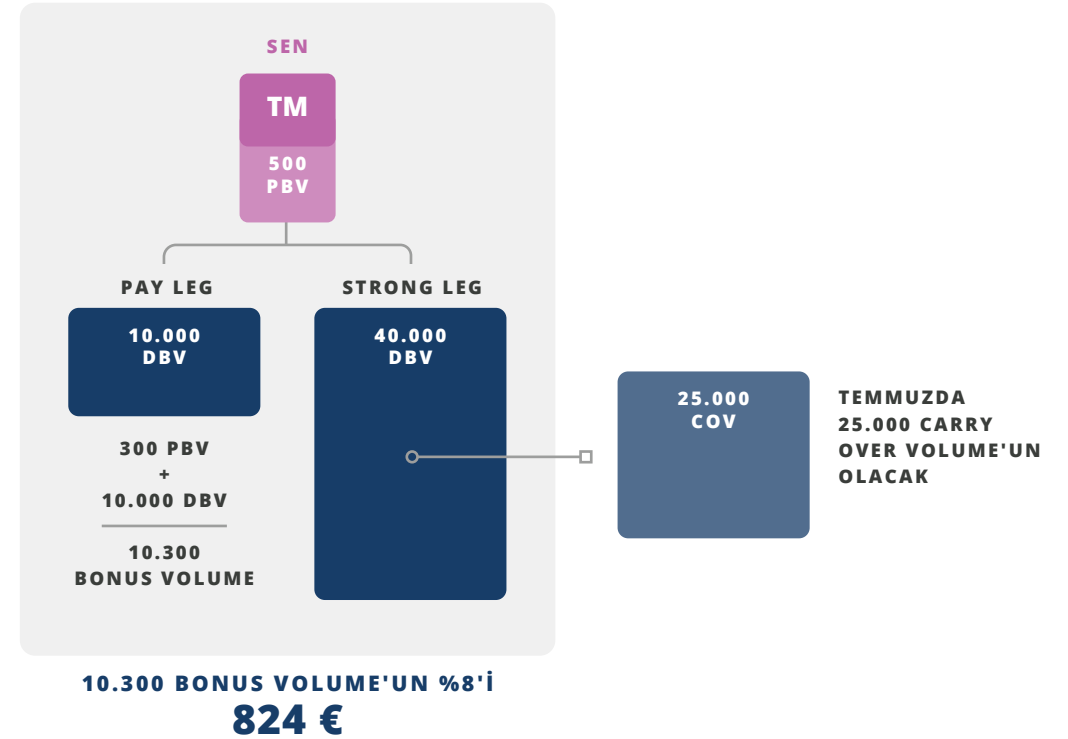 SEN
TM
500
PBV
PAY LEG
STRONG LEG
10.000
DBV
40.000
DBV
300 PBV
+
10.000 DBV
10.300
BONUS VOLUME
25.000
COV
TEMMUZDA
25.000 CARRY
OVER VOLUME'UN
OLACAK
10.300 BONUS VOLUME'UN %8'İ
824 €